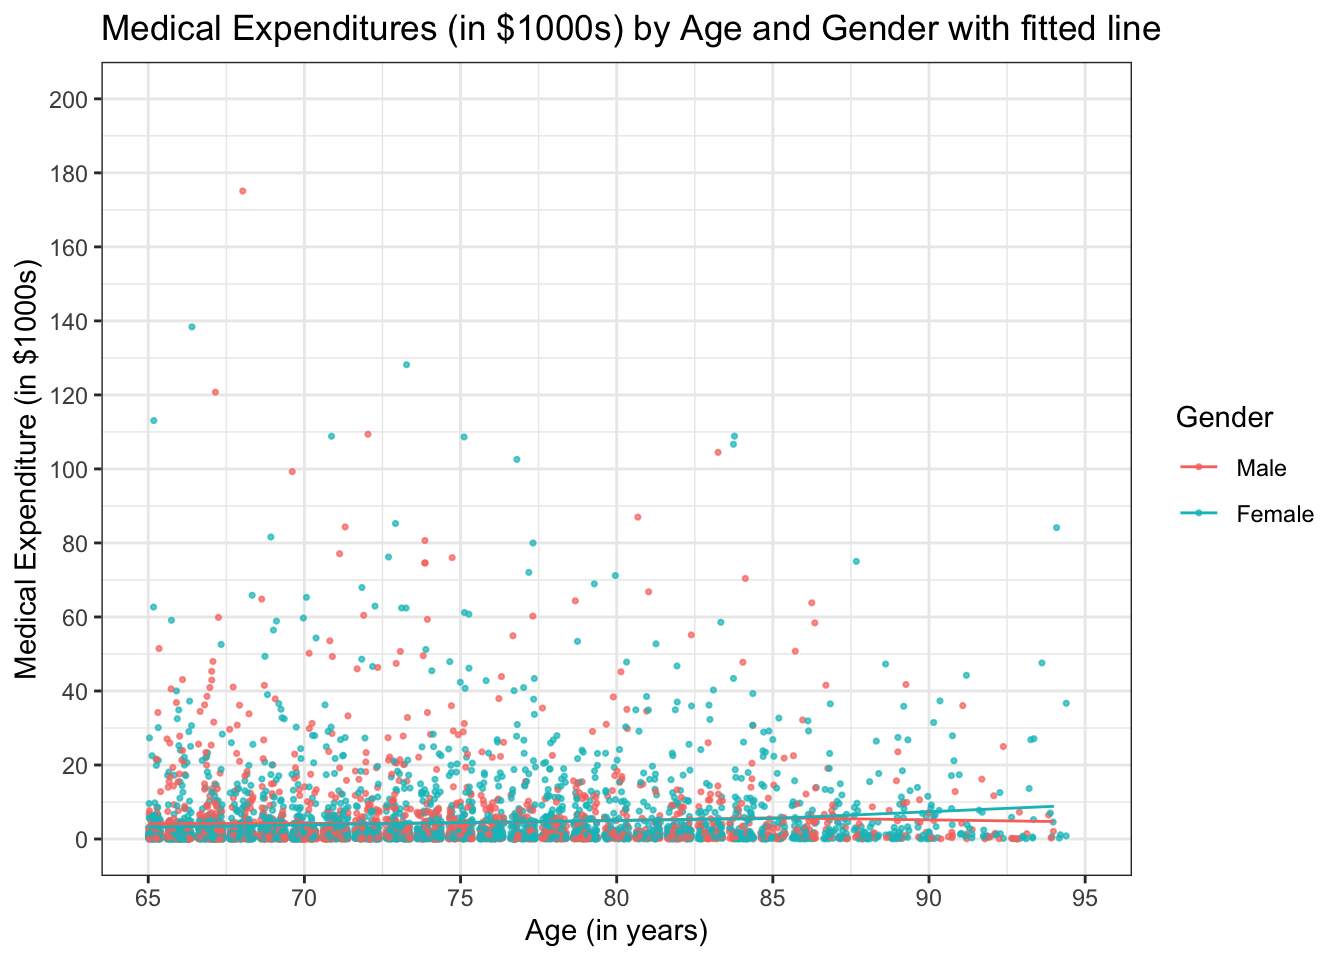 Medical Expenditures (in $1000s) by Age and Gender with fitted line
Medical Expenditure (in $1000s)
200
180
160
140
120
100
80
60
40
20
0
65 70 75 80 85 90 95
Age (in years)
Gender
Male
Female